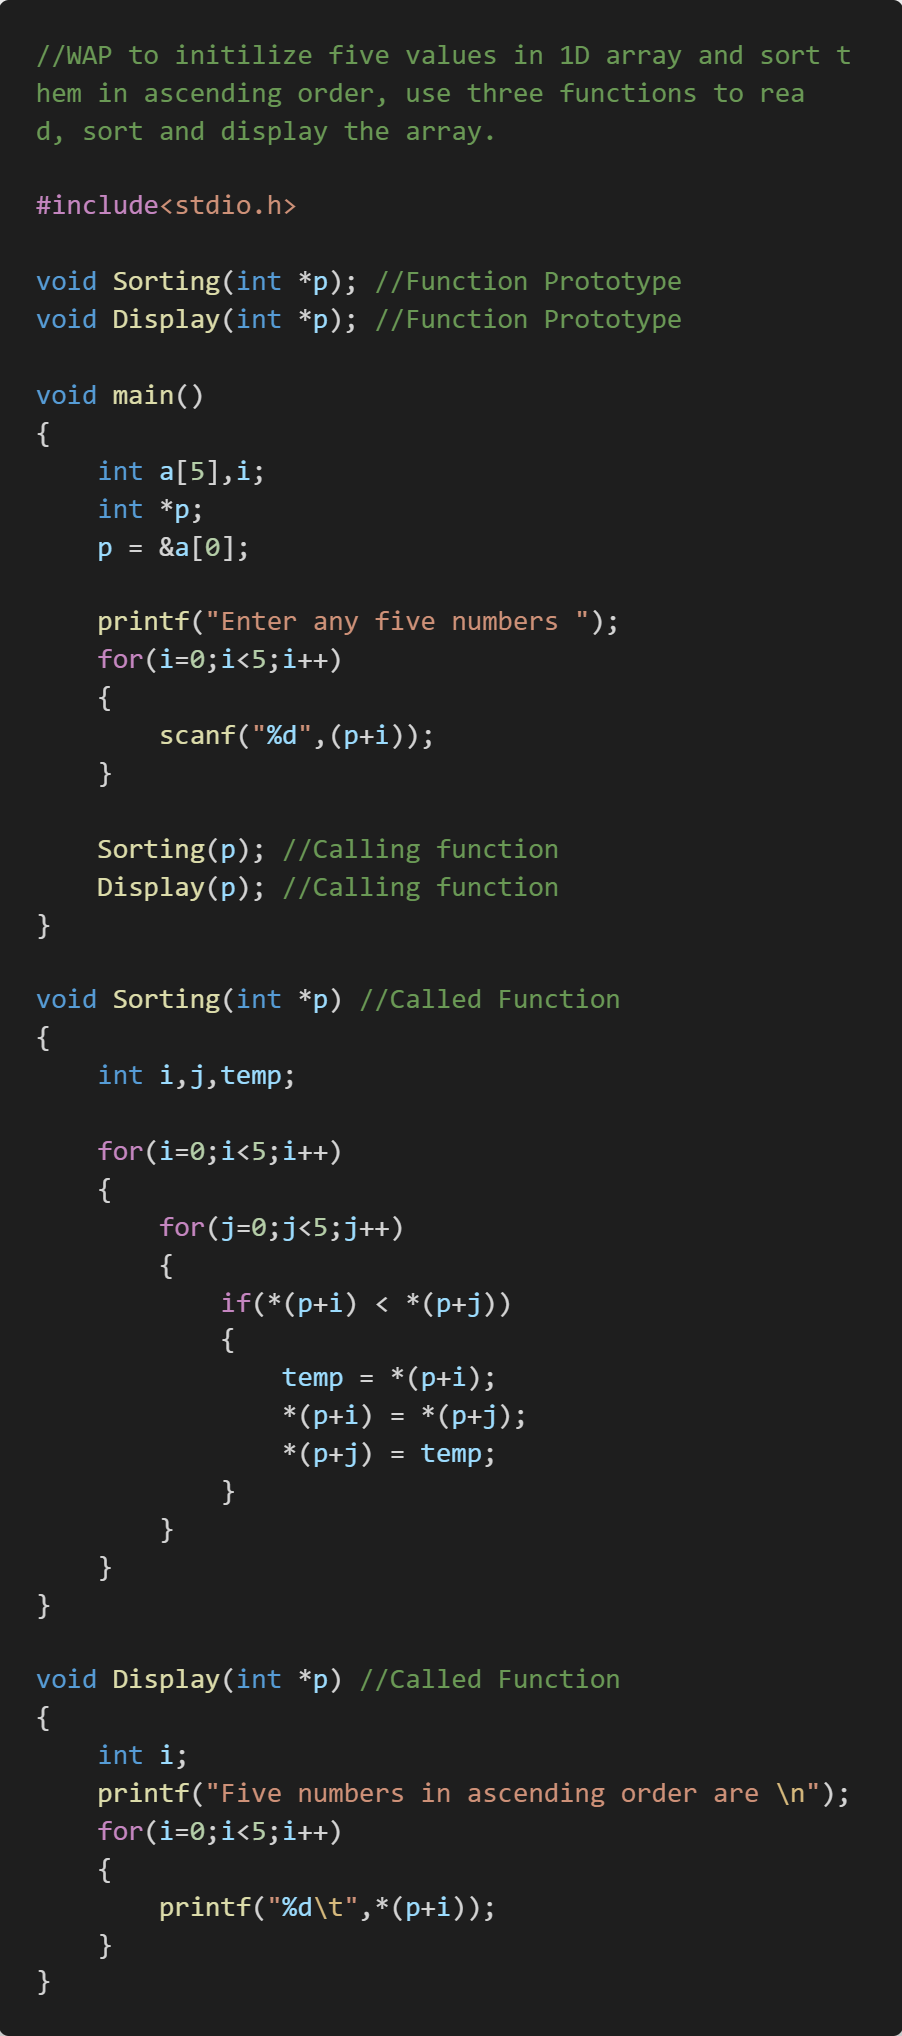 //WAP to initilize five values in 1D array and sort t
hem in ascending order, use three functions to rea
d, sort and display the array.

#include<stdio.h>

void Sorting(int *p); //Function Prototype
void Display(int *p); //Function Prototype

void main()
{
    int a[5],i;
    int *p;
    p = &a[0];

    printf("Enter any five numbers ");
    for(i=0;i<5;i++)
    {
        scanf("%d",(p+i));
    }

    Sorting(p); //Calling function
    Display(p); //Calling function
}

void Sorting(int *p) //Called Function
{
    int i,j,temp;

    for(i=0;i<5;i++)
    {
        for(j=0;j<5;j++)
        {
            if(*(p+i) < *(p+j))
            {
                temp = *(p+i);
                *(p+i) = *(p+j);
                *(p+j) = temp;
            }
        }
    }
}

void Display(int *p) //Called Function
{
    int i;
    printf("Five numbers in ascending order are \n");
    for(i=0;i<5;i++)
    {
        printf("%d\t",*(p+i));
    }
}